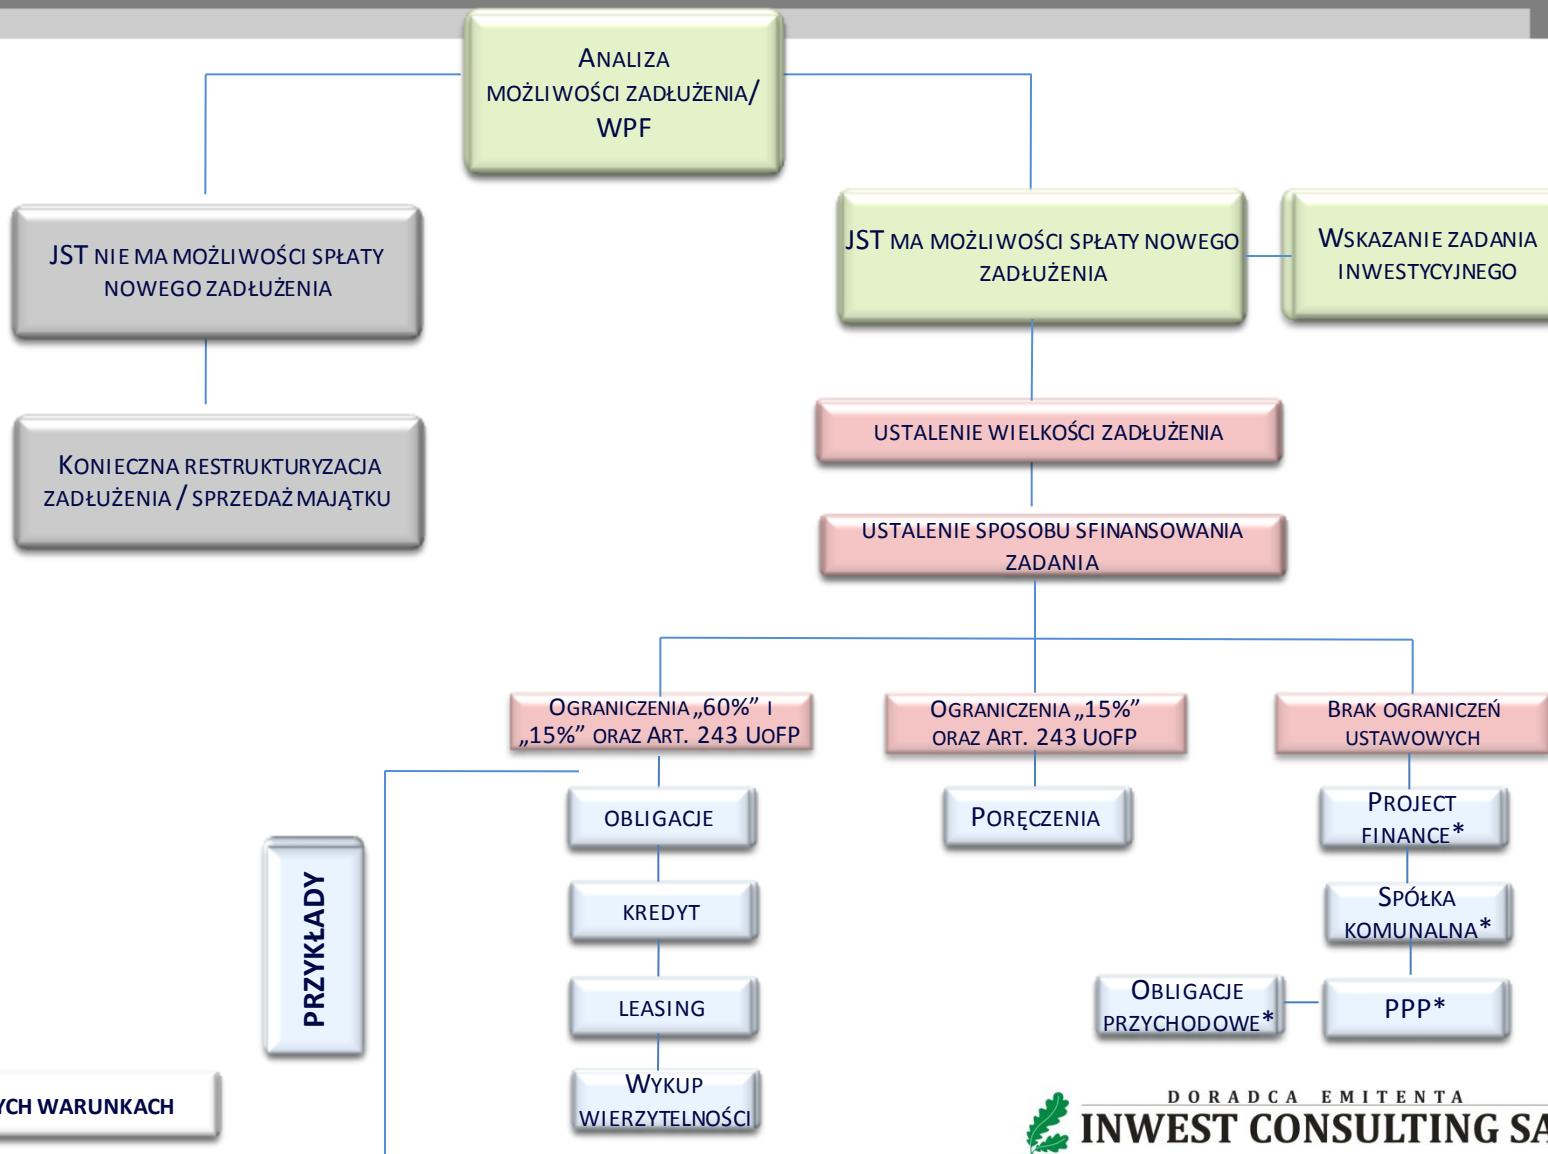 Analiza
możliwości zadłużenia/
WPF
JST nie ma możliwości spłaty
nowego zadłużenia
JST ma możliwości spłaty nowego
zadłużenia
Wskazanie zadania
inwestycyjnego
Konieczna restrukturyzacja
zadłużenia / sprzedaż majątku
ustalenie wielkości zadłużenia
ustalenie sposobu sfinansowania
zadania
Ograniczenia „60%” i
„15%” oraz Art. 243 UoFP
Ograniczenia „15%”
oraz Art. 243 UoFP
Brak ograniczeń
ustawowych
obligacje
Poręczenia
Project
finance*
PRZYKŁADY
kredyt
Spółka
komunalna*
leasing
Obligacje
przychodowe*
PPP*
Wykup
wierzytelności
YCH WARUNKACH
DORADCA EMITENTA
INWEST CONSULTING SA